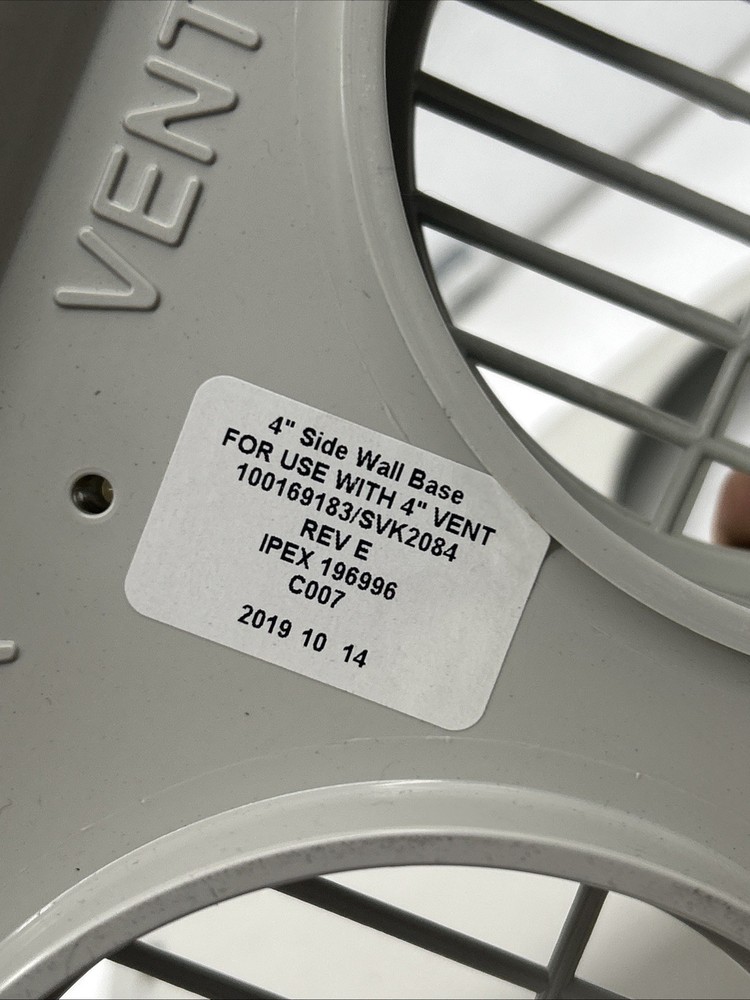 VENT
4" Side Wall Base
FOR USE WITH 4" VENT
100169183/SVK2084
REV E
IPEX 196996
C007
2019 10 14